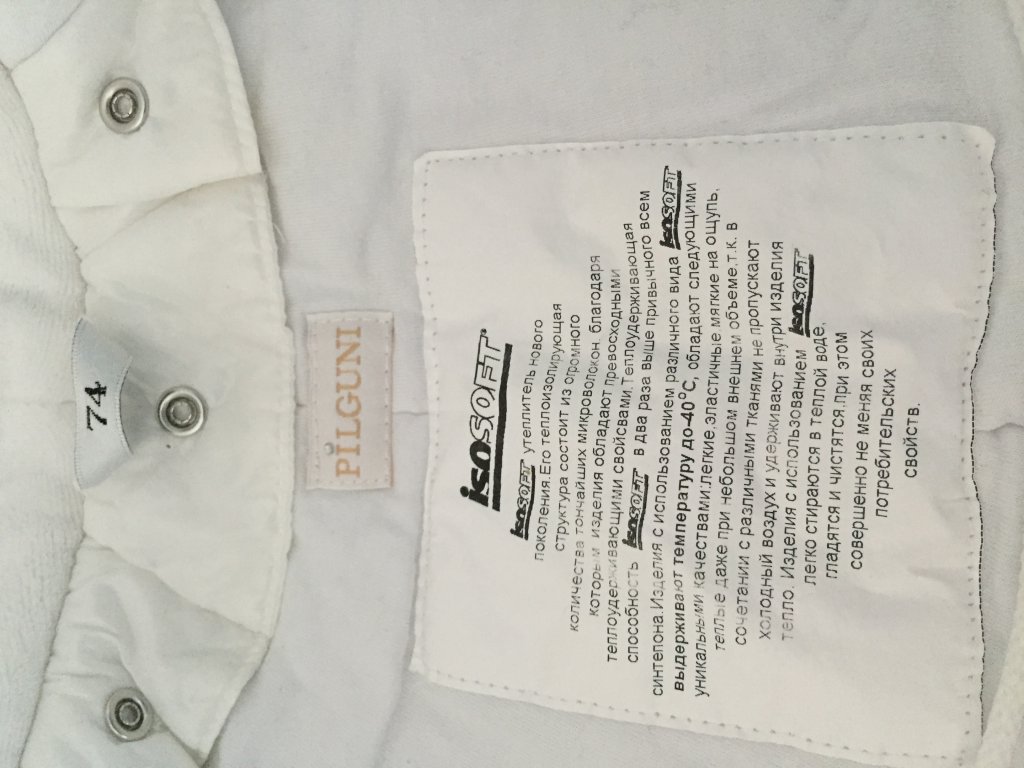 74
PILGUNI
isoSOFT
isoSOFT утеплитель нового
поколения.Его теплоизолирующая
структура состоит из огромного
количества тончайших микроволокон. благодаря
которым изделия обладают превосходными
теплоудерживающими свойсвами.Теплоудерживающая
способность isoSOFT в два раза выше привычного всем
синтепона.Изделия с использованием различного вида isoSOFT
выдерживают температуру до-40°С, обладают следующими
уникальными качествами:легкие,эластичные,мягкие на ощупь,
теплые даже при небольшом внешнем объеме.т.к. в
сочетании с различными тканями не пропускают
холодный воздух и удерживают внутри изделия
тепло. Изделия с использованием isoSOFT
легко стираются в теплой воде,
гладятся и чистятся,при этом
совершенно не меняя своих
потребительских
свойств.